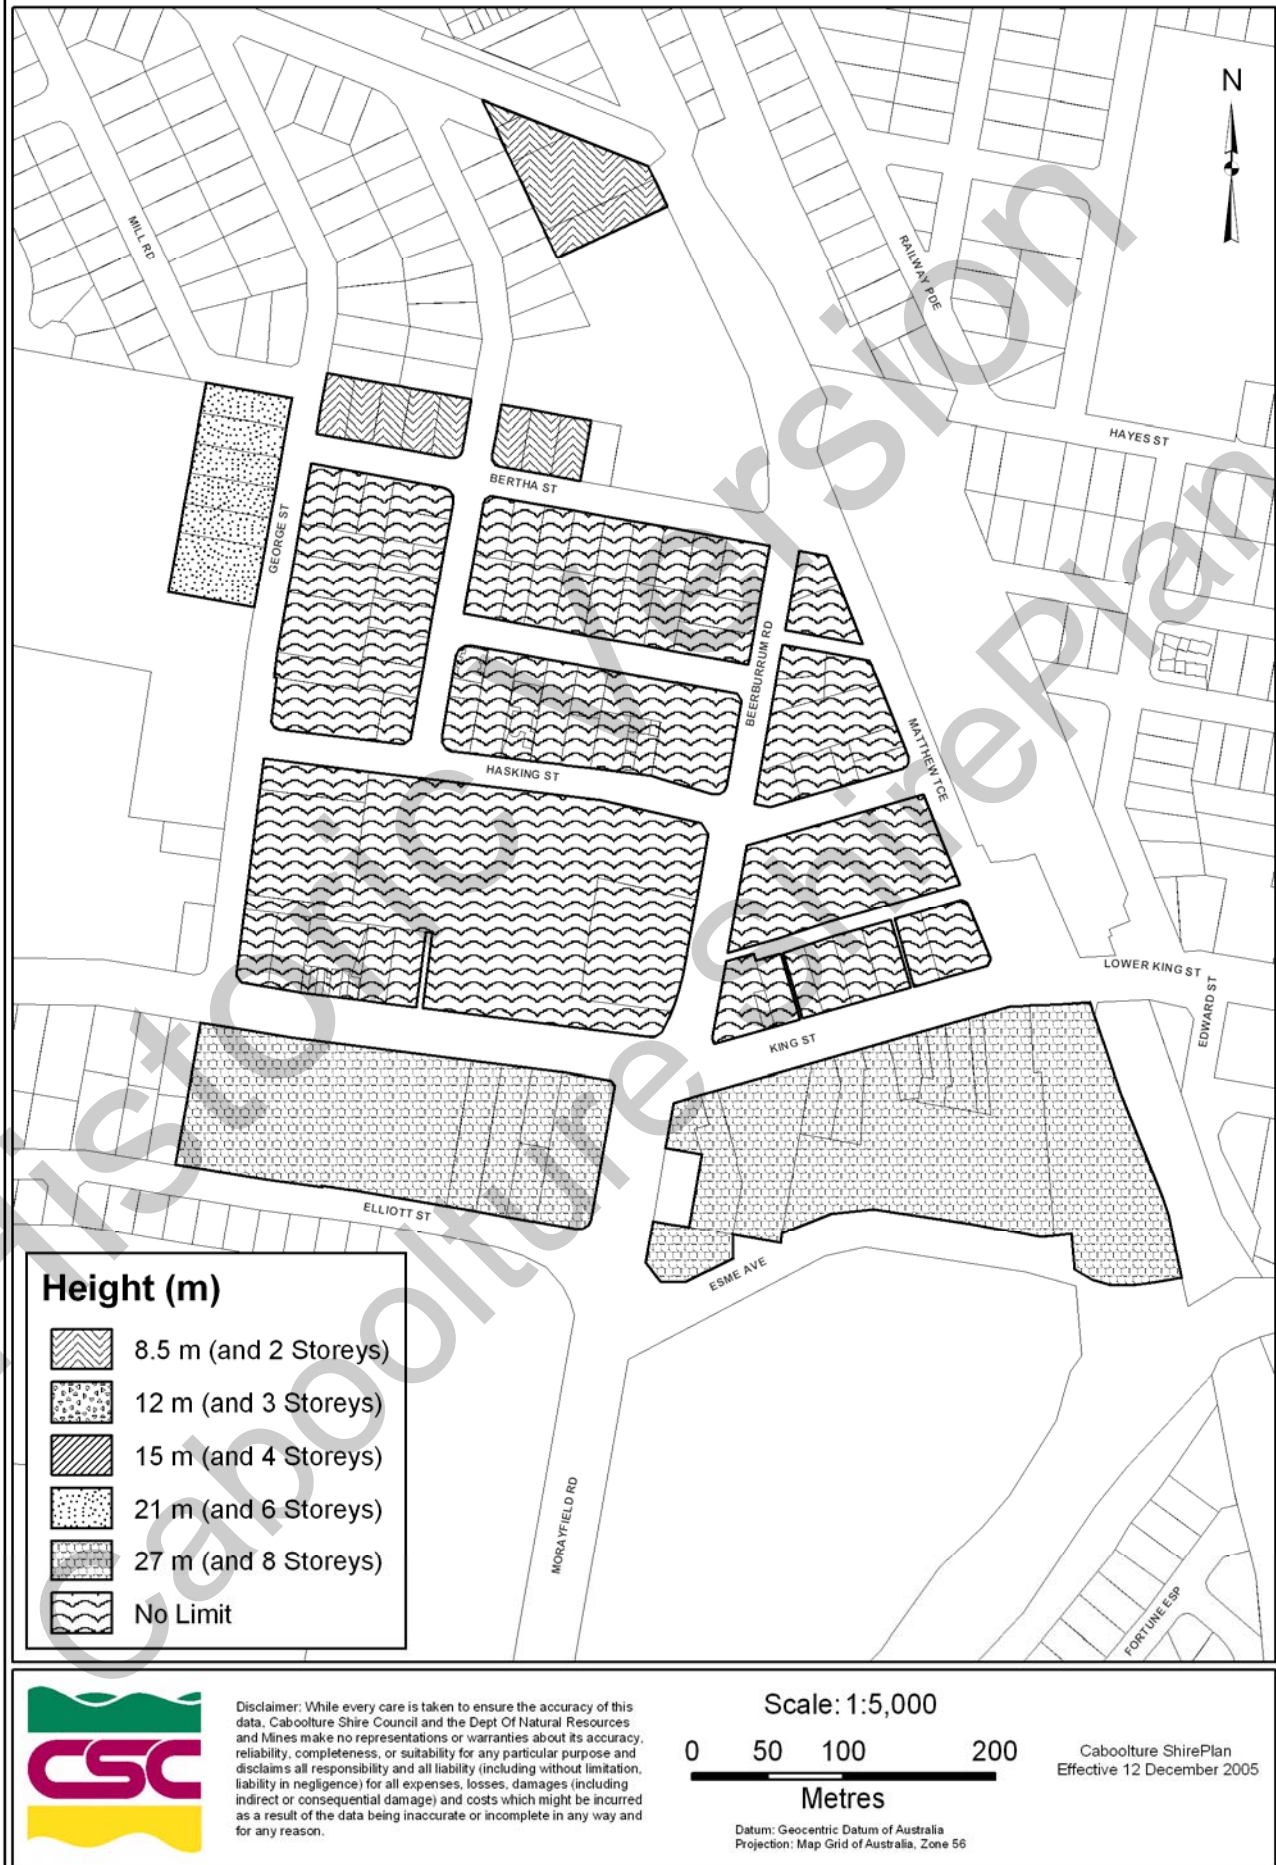 N
MILL RD
RAILWAY PDE
HAYES ST
BERTHA ST
GEORGE ST
BEERBURRUM RD
MATTHEW TCE
HASKING ST
LOWER KING ST
EDWARD ST
KING ST
ELLIOTT ST
ESME AVE
MORAYFIELD RD
FORTUNE ESP
Historic Version
Caboolture ShirePlan
Height (m)
8.5 m (and 2 Storeys)
12 m (and 3 Storeys)
15 m (and 4 Storeys)
21 m (and 6 Storeys)
27 m (and 8 Storeys)
No Limit
CSC
Disclaimer: While every care is taken to ensure the accuracy of this
data, Caboolture Shire Council and the Dept Of Natural Resources
and Mines make no representations or warranties about its accuracy,
reliability, completeness, or suitability for any particular purpose and
disclaims all responsibility and all liability (including without limitation,
liability in negligence) for all expenses, losses, damages (including
indirect or consequential damage) and costs which might be incurred
as a result of the data being inaccurate or incomplete in any way and
for any reason.
Scale: 1:5,000
0 50 100 200
Metres
Datum: Geocentric Datum of Australia
Projection: Map Grid of Australia, Zone 56
Caboolture ShirePlan
Effective 12 December 2005